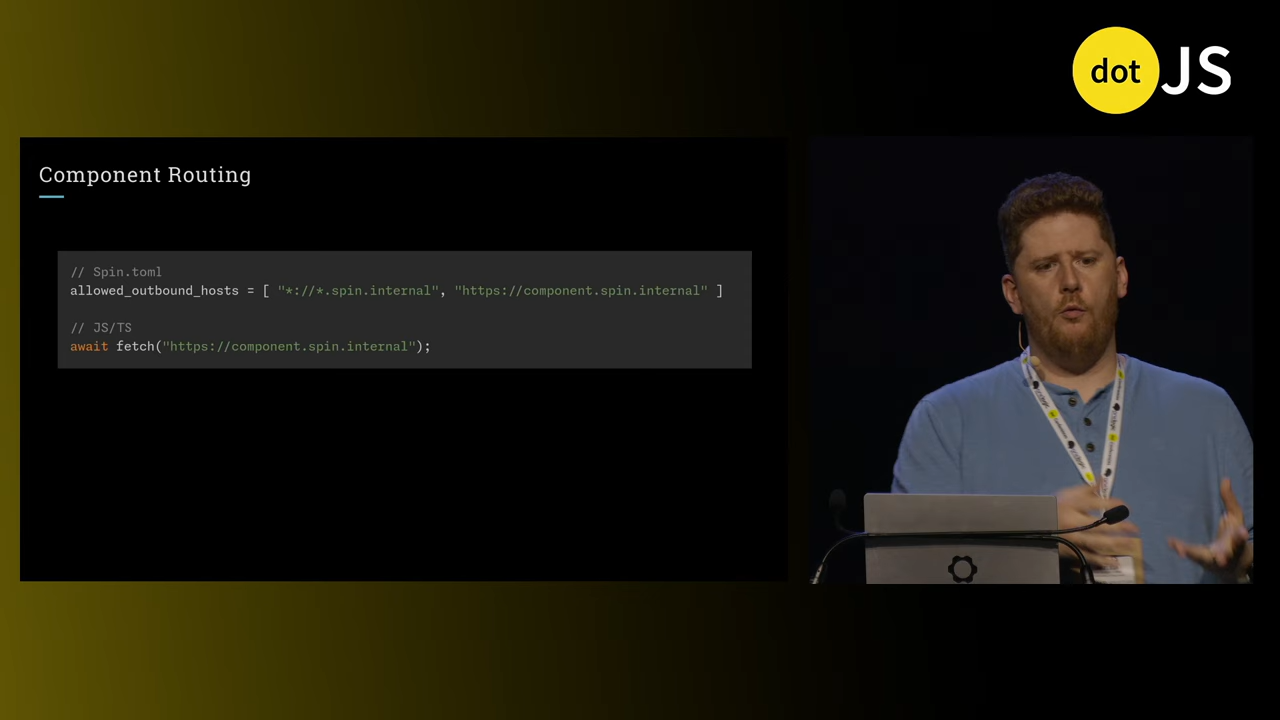 dot JS
Component Routing
// Spin.toml
allowed_outbound_hosts = [ "*://*.spin.internal", "https://component.spin.internal" ]
// JS/TS
await fetch("https://component.spin.internal");